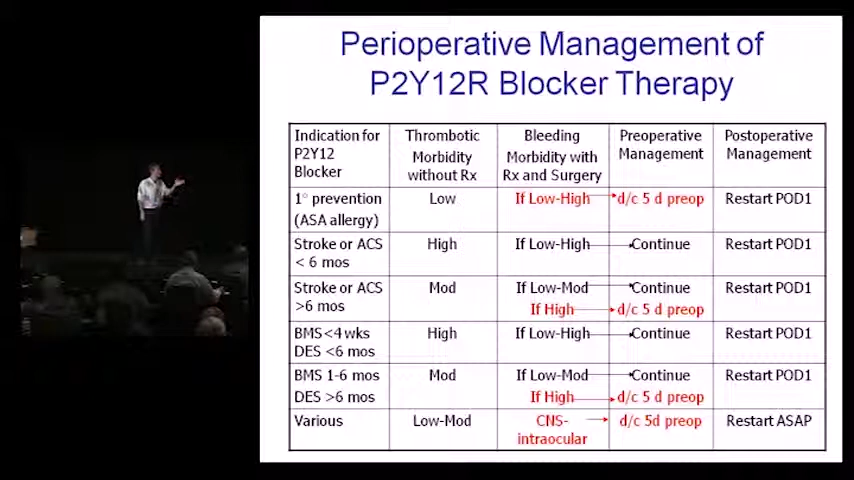 Perioperative Management of
P2Y12R Blocker Therapy
Indication for P2Y12 Blocker | Thrombotic Morbidity without Rx | Bleeding Morbidity with Rx and Surgery | Preoperative Management | Postoperative Management
1° prevention (ASA allergy) | Low | If Low-High | d/c 5 d preop | Restart POD1
Stroke or ACS < 6 mos | High | If Low-High | Continue | Restart POD1
Stroke or ACS >6 mos | Mod | If Low-Mod | Continue | Restart POD1
If High | d/c 5 d preop
BMS<4 wks DES <6 mos | High | If Low-High | Continue | Restart POD1
BMS 1-6 mos | Mod | If Low-Mod | Continue | Restart POD1
DES >6 mos | If High | d/c 5 d preop
Various | Low-Mod | CNS-intraocular | d/c 5d preop | Restart ASAP